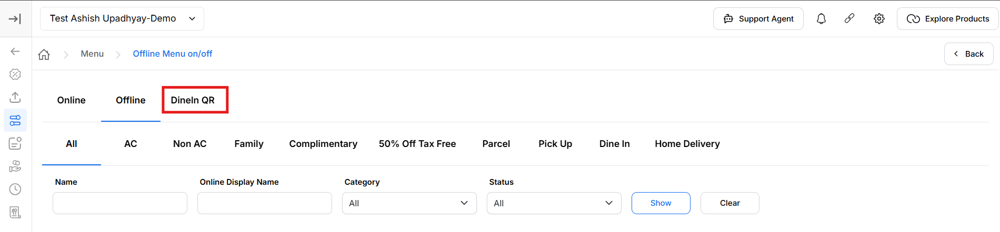 Test Ashish Upadhyay-Demo
Support Agent
Explore Products
Menu
Offline Menu on/off
Back
Online
Offline
DineIn QR
All
AC
Non AC
Family
Complimentary
50% Off Tax Free
Parcel
Pick Up
Dine In
Home Delivery
Name
Online Display Name
Category
Status
All
All
Show
Clear